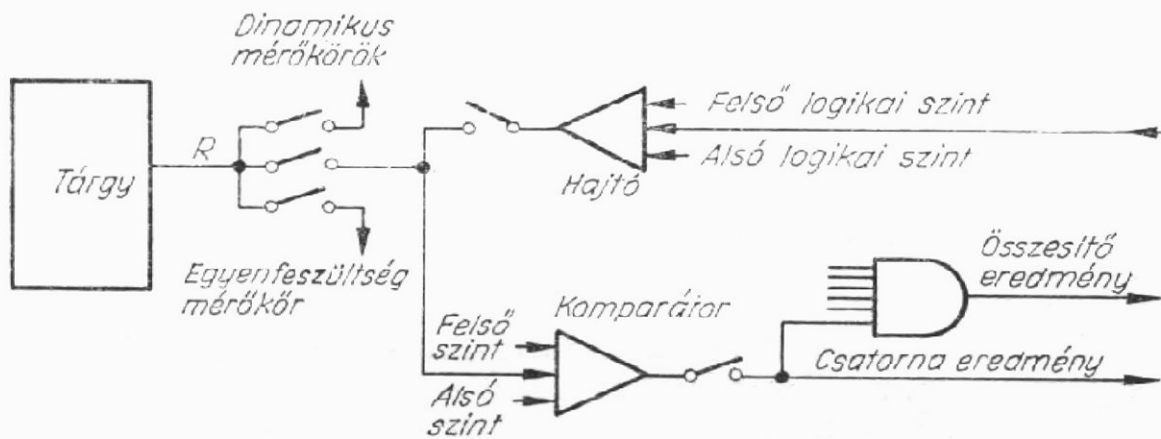 Dinamikus
mérőkörök
Felső logikai szint
R
Tárgy
Alsó logikai szint
Hajtó
Egyenfeszültség
mérőkör
Összesítő
eredmény
Komparátor
Felső
szint
Csatorna eredmény
Alsó
szint